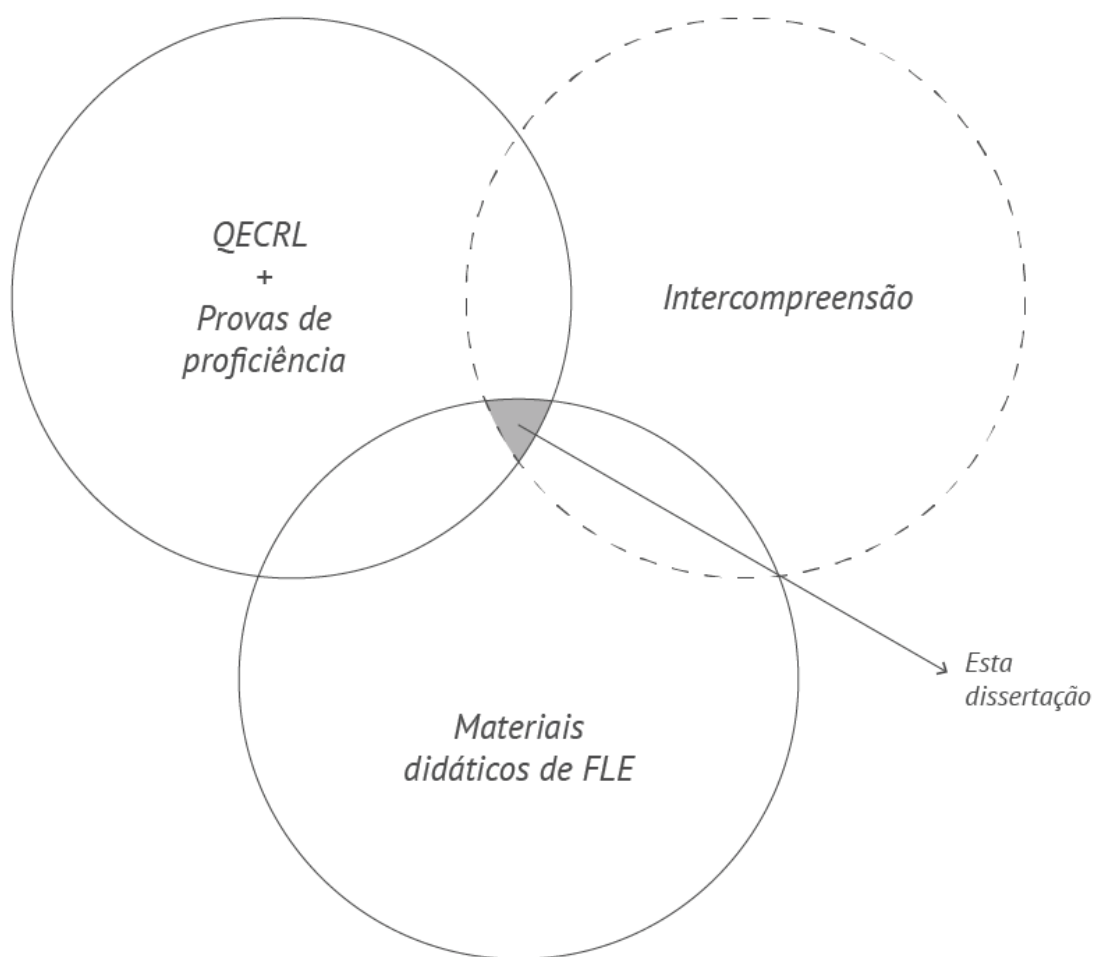 QECRL
+
Provas de
proficiência
Intercompreensão
Esta
dissertação
Materiais
didáticos de FLE